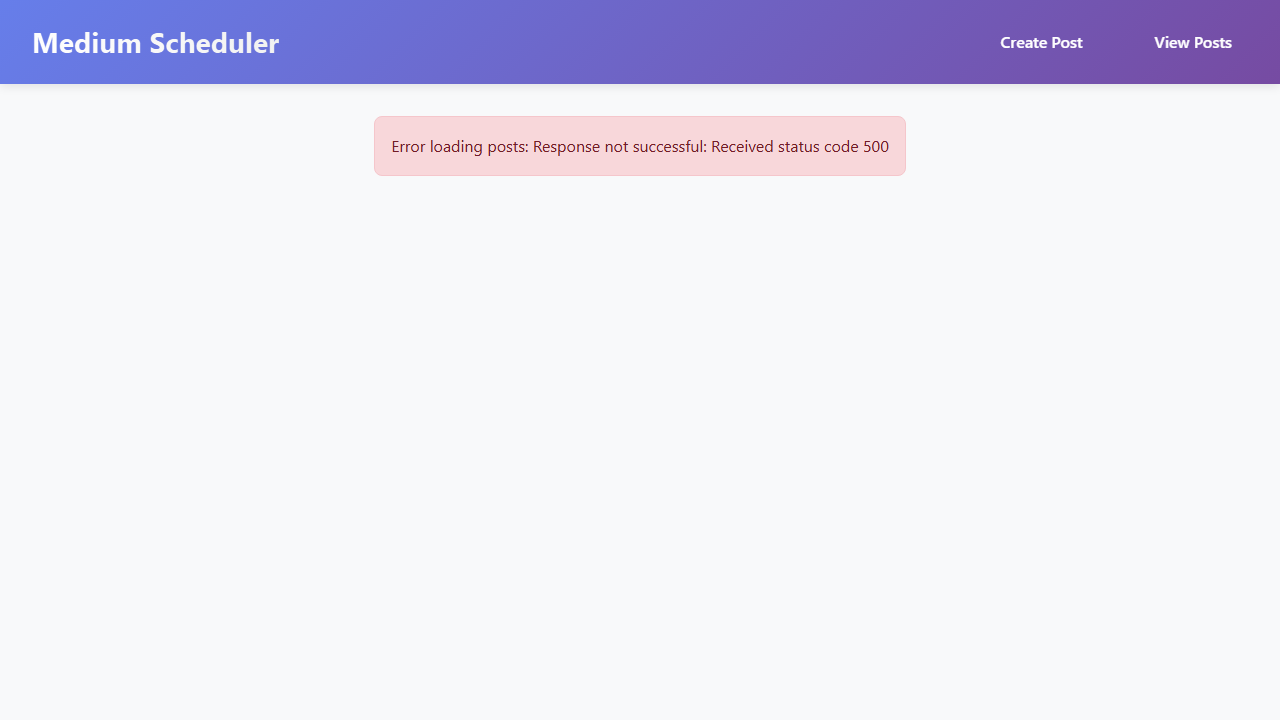 Medium Scheduler
Create Post
View Posts
Error loading posts: Response not successful: Received status code 500